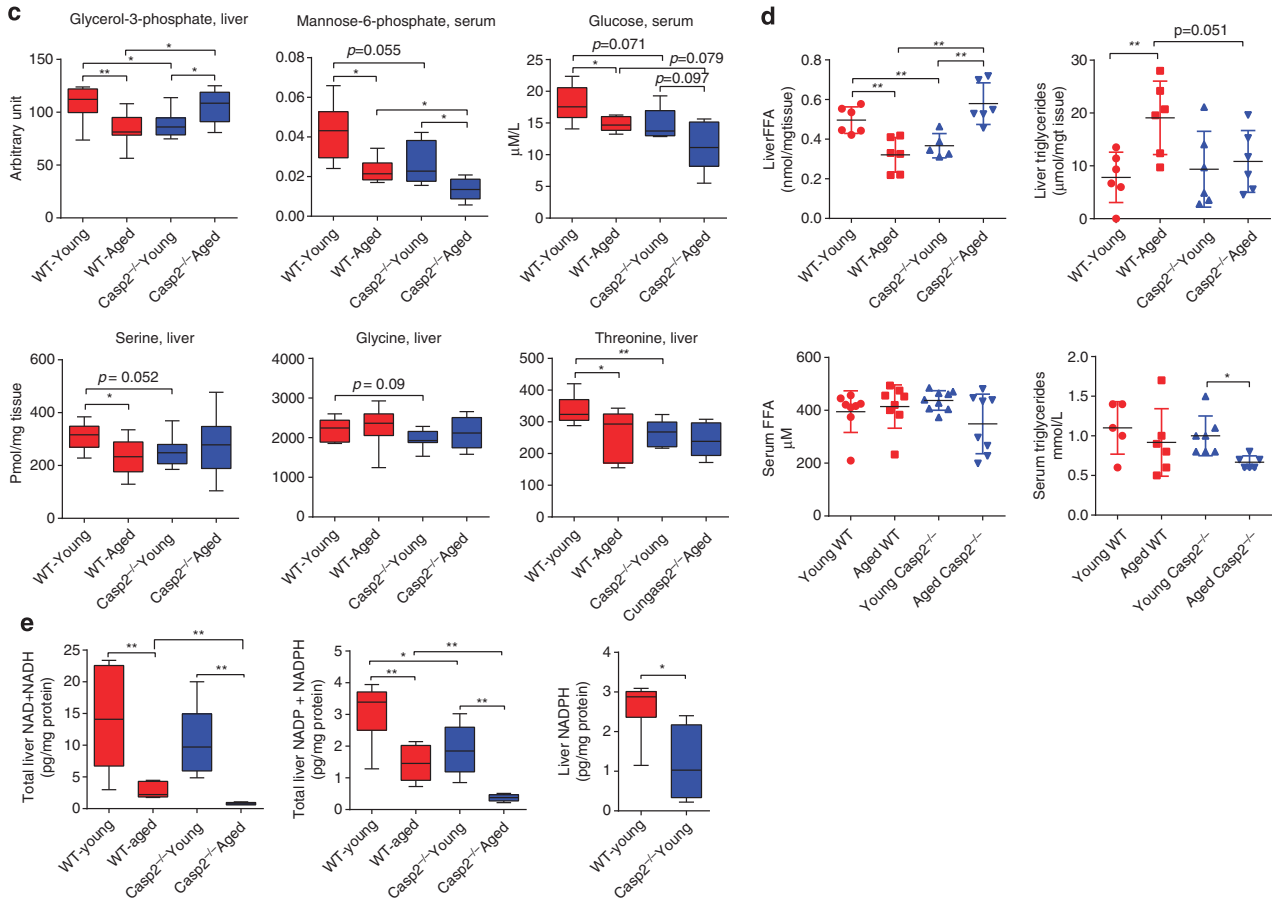 c
Glycerol-3-phosphate, liver
Arbitrary unit
150
100
50
0
*
*
**
*
WT-Young
WT-Aged
Casp2⁻/⁻Young
Casp2⁻/⁻Aged
Mannose-6-phosphate, serum
0.08
0.06
0.04
0.02
0.00
p=0.055
*
*
*
WT-Young
WT-Aged
Casp2⁻/⁻Young
Casp2⁻/⁻Aged
Glucose, serum
μM/L
25
20
15
10
5
0
p=0.071
*
p=0.079
p=0.097
WT-Young
WT-Aged
Casp2⁻/⁻Young
Casp2⁻/⁻Aged
Serine, liver
Pmol/mg tissue
600
400
200
0
p = 0.052
*
WT-Young
WT-Aged
Casp2⁻/⁻Young
Casp2⁻/⁻Aged
Glycine, liver
4000
3000
2000
1000
0
p = 0.09
WT-Young
WT-Aged
Casp2⁻/⁻Young
Casp2⁻/⁻Aged
Threonine, liver
500
400
300
200
100
0
**
*
WT-Young
WT-Aged
Casp2⁻/⁻Young
Cungasp2⁻/⁻Aged
d
LiverFFA
(nmol/mgtissue)
0.8
0.6
0.4
0.2
0.0
**
**
**
**
WT-Young
WT-Aged
Casp2⁻/⁻Young
Casp2⁻/⁻Aged
Liver triglycerides
(μmol/mgt tissue)
30
20
10
0
p=0.051
**
WT-Young
WT-Aged
Casp2⁻/⁻Young
Casp2⁻/⁻Aged
Serum FFA
μM
600
400
200
0
Young WT
Aged WT
Young Casp2⁻/⁻
Aged Casp2⁻/⁻
Serum triglycerides
mmol/L
2.0
1.5
1.0
0.5
0.0
*
Young WT
Aged WT
Young Casp2⁻/⁻
Aged Casp2⁻/⁻
e
Total liver NAD+NADH
(pg/mg protein)
25
20
15
10
5
0
**
**
**
WT-young
WT-aged
Casp2⁻/⁻Young
Casp2⁻/⁻Aged
Total liver NADP + NADPH
(pg/mg protein)
5
4
3
2
1
0
**
*
**
**
WT-young
WT-aged
Casp2⁻/⁻Young
Casp2⁻/⁻Aged
Liver NADPH
(pg/mg protein)
4
3
2
1
0
*
WT-young
Casp2⁻/⁻Young